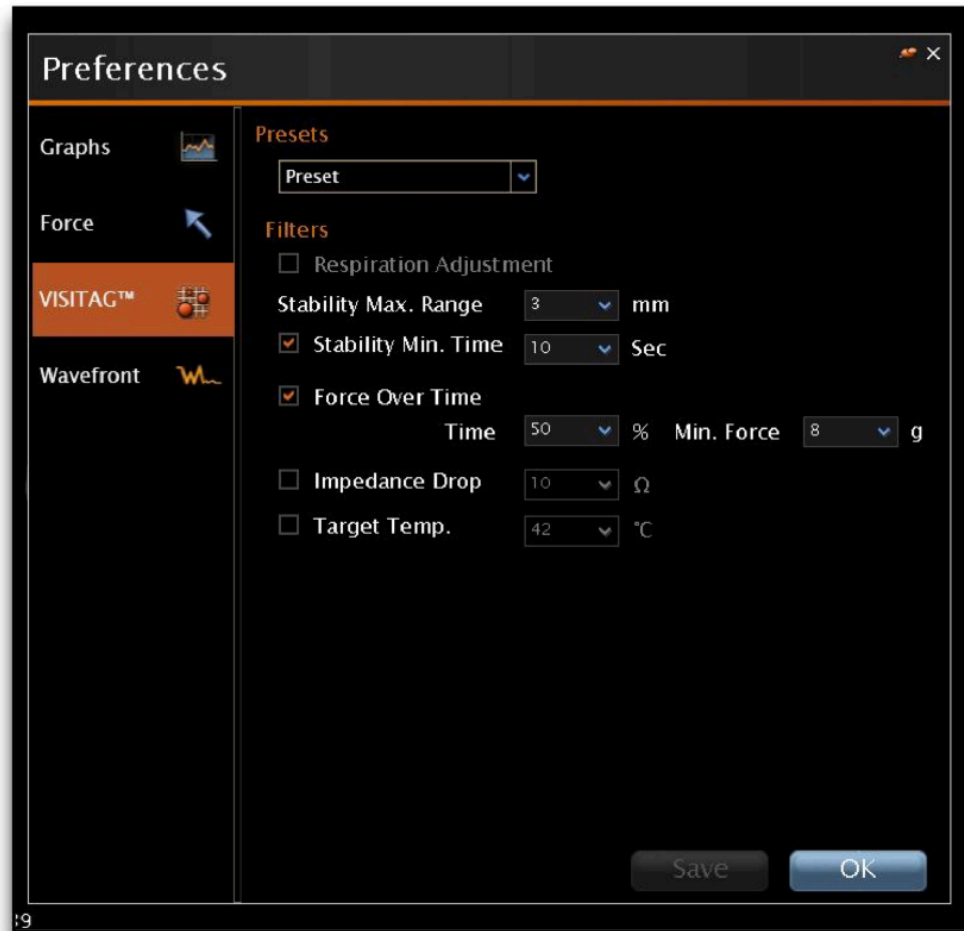 Preferences
Graphs
Force
VISITAG™
Wavefront
Presets
Preset
Filters
Respiration Adjustment
Stability Max. Range 3 mm
Stability Min. Time 10 Sec
Force Over Time
Time 50 % Min. Force 8 g
Impedance Drop 10 Ω
Target Temp. 42 °C
Save OK
:9